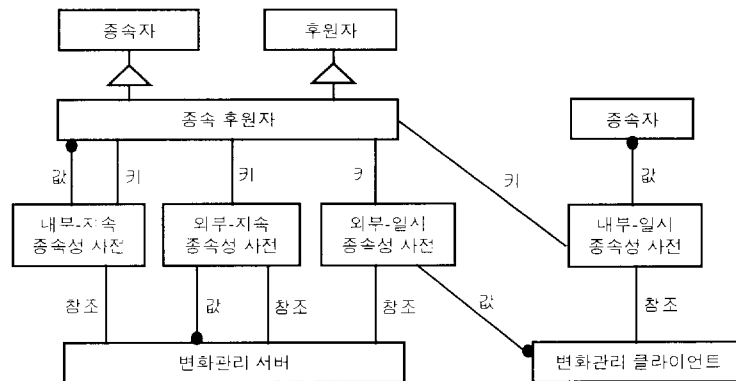 종속자
후원자
종속 후원자
종속자
값
키
키
키
키
값
내부-지속
종속성 사전
외부-지속
종속성 사전
외부-일시
종속성 사전
내부-일시
종속성 사전
참조
값
참조
참조
값
참조
변화관리 서버
변화관리 클라이언트